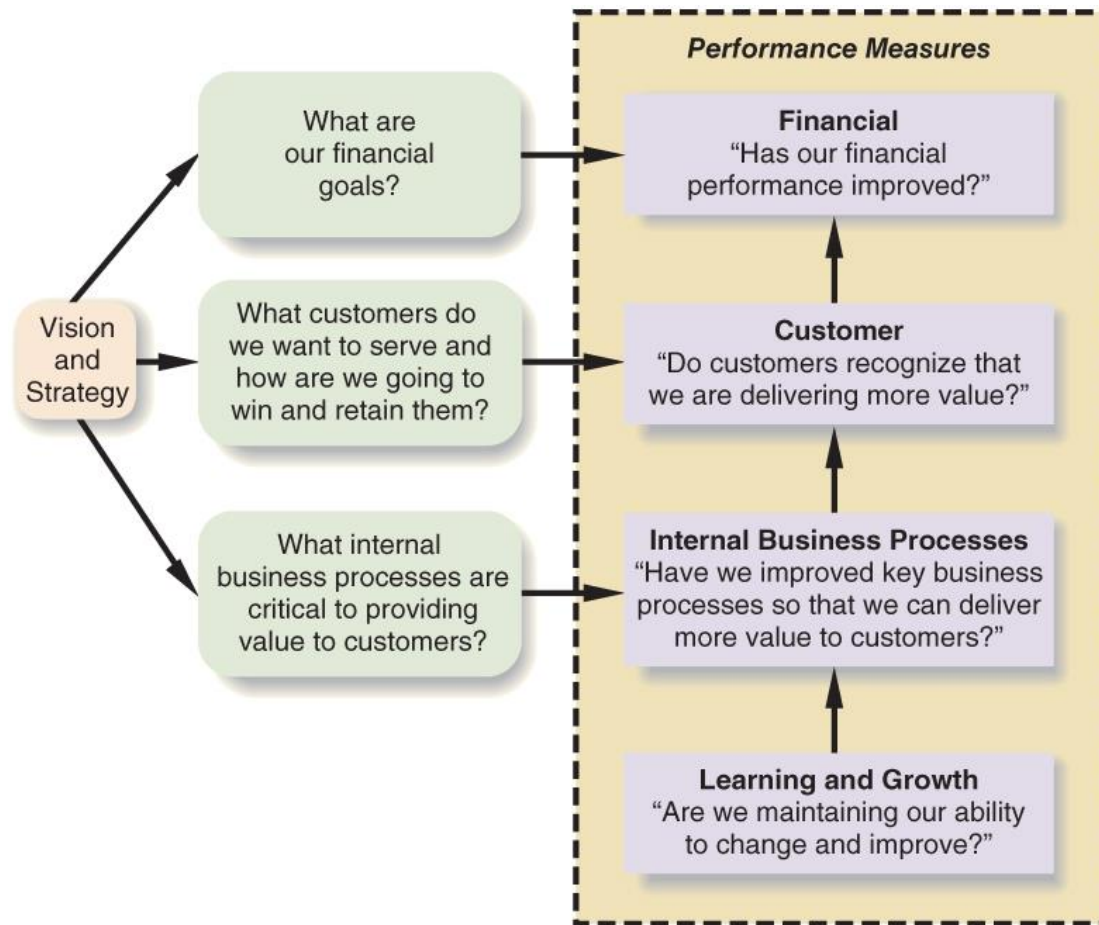 Performance Measures
What are
our financial
goals?
Financial
“Has our financial
performance improved?”
Vision
and
Strategy
What customers do
we want to serve and
how are we going to
win and retain them?
Customer
“Do customers recognize that
we are delivering more value?”
What internal
business processes are
critical to providing
value to customers?
Internal Business Processes
“Have we improved key business
processes so that we can deliver
more value to customers?”
Learning and Growth
“Are we maintaining our ability
to change and improve?”